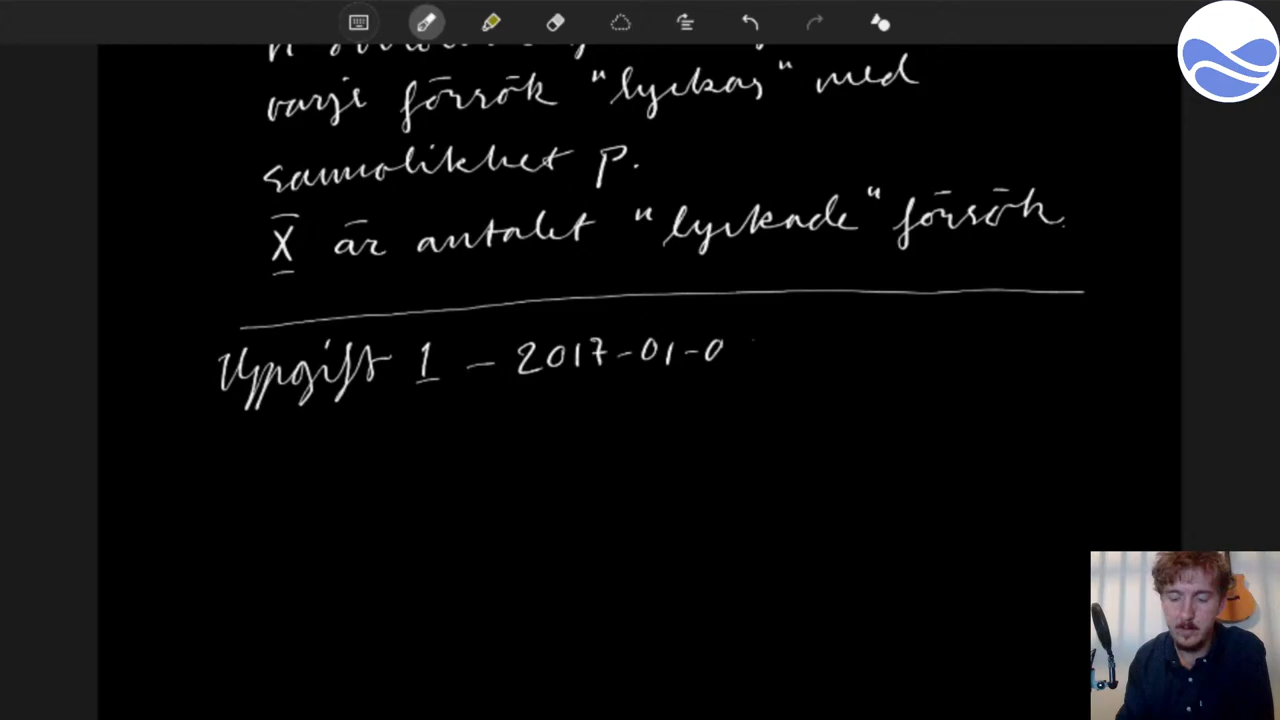 varje försök "lyckas" med
sannolikhet p.
X är antalet "lyckade" försök.
Uppgift 1 - 2017-01-0